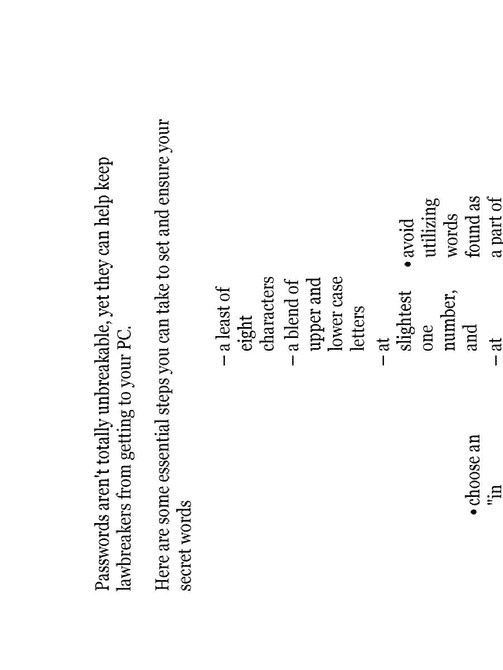 Passwords aren't totally unbreakable, yet they can help keep
lawbreakers from getting to your PC.
Here are some essential steps you can take to set and ensure your
secret words
– a least of
eight
characters
– a blend of
upper and
lower case
letters
– at
slightest
one
number,
and
– at
• avoid
utilizing
words
found as
a part of
• choose an
"in